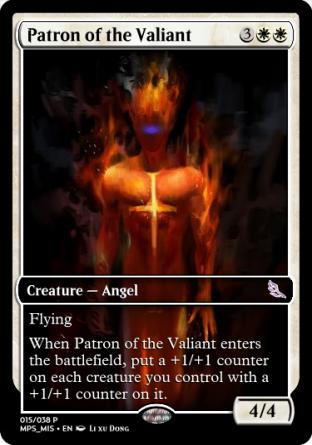 Patron of the Valiant 3
Creature — Angel
Flying
When Patron of the Valiant enters
the battlefield, put a +1/+1 counter
on each creature you control with a
+1/+1 counter on it.
4/4
015/038 P
MPS_MIS • EN Li xu Dong